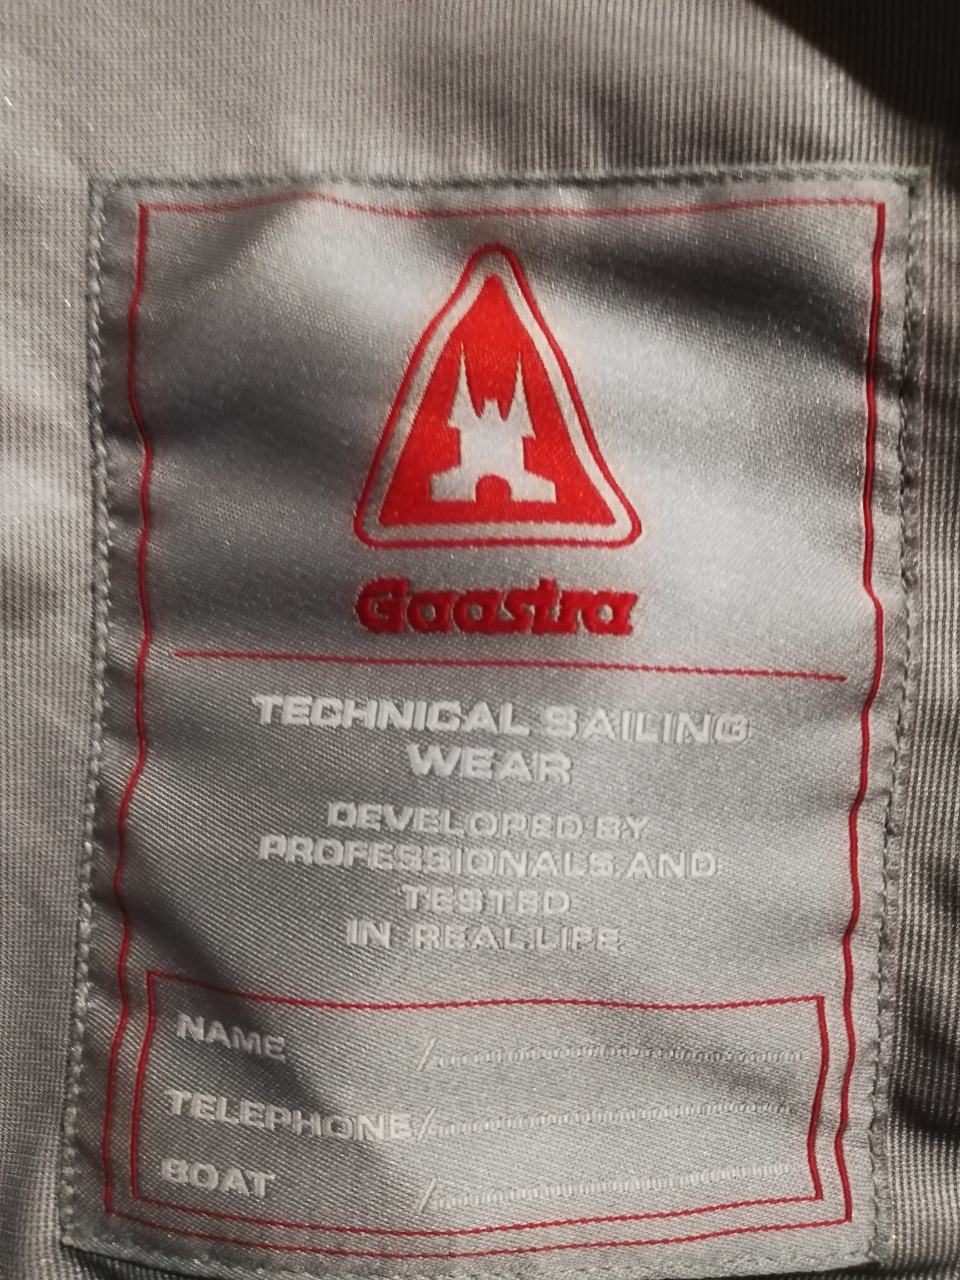 Gaastra
TECHNICAL SAILING
WEAR
DEVELOPED BY
PROFESSIONALS AND
TESTED
IN REAL LIFE
NAME /
TELEPHONE /
BOAT /